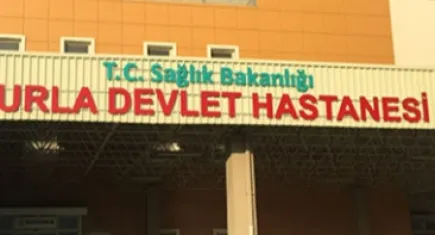 T.C. Sağlık Bakanlığı
URLA DEVLET HASTANESİ